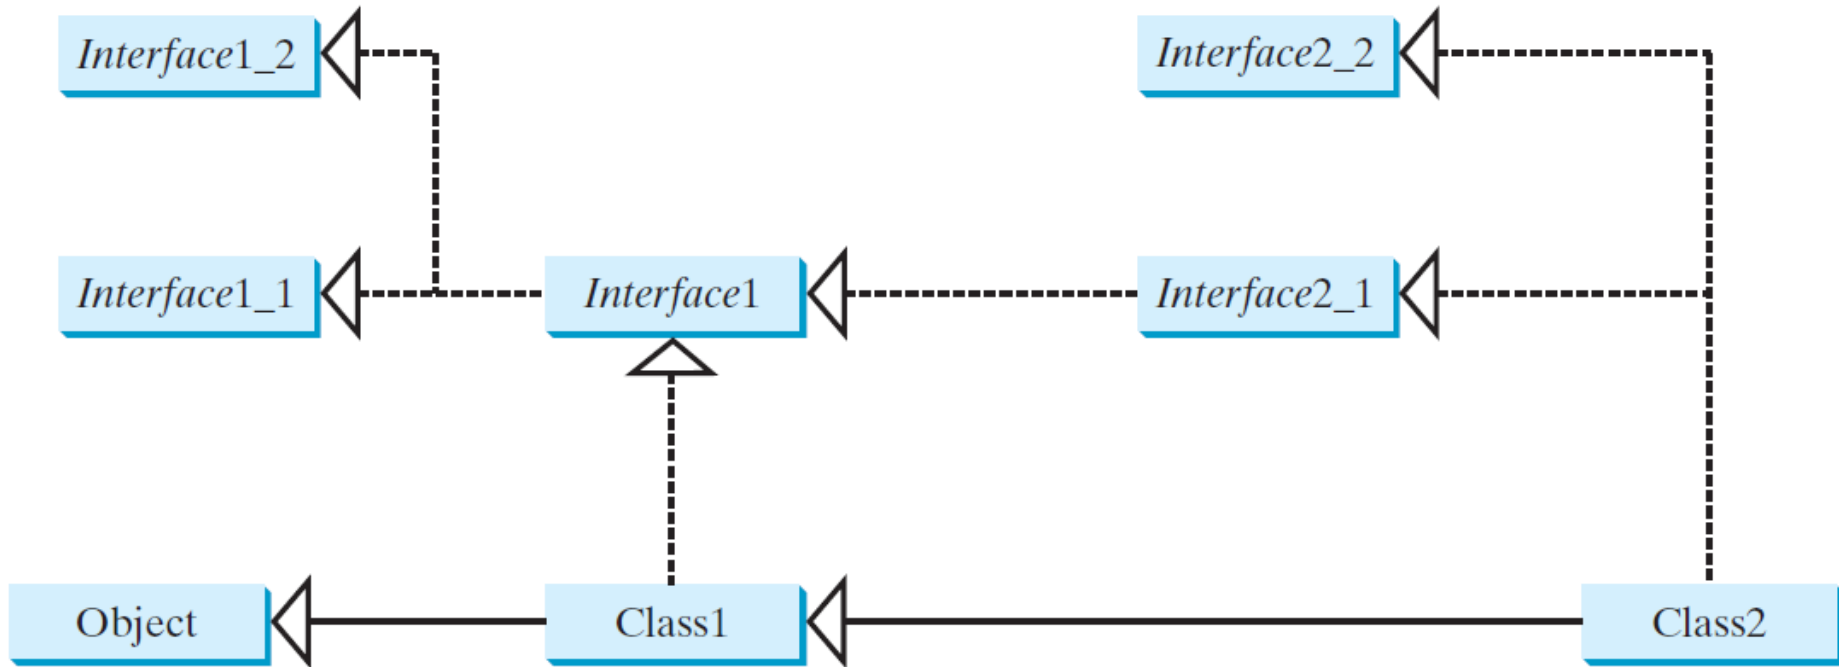 Interface1_2
Interface2_2
Interface1_1
Interface1
Interface2_1
Object
Class1
Class2